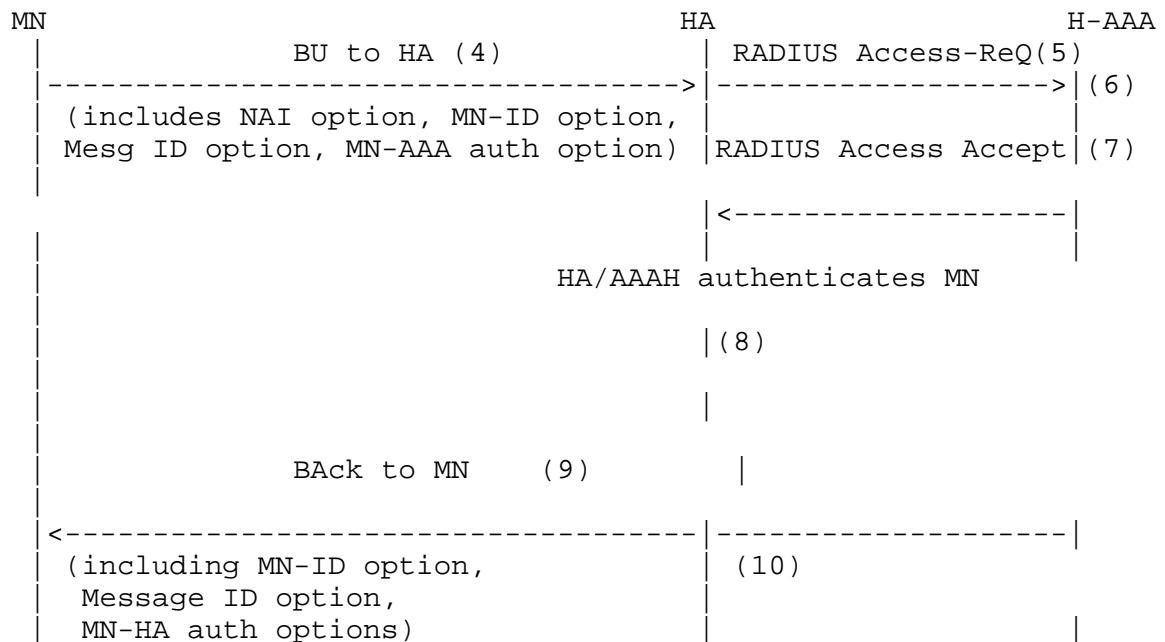 MN HA H-AAA
BU to HA (4) RADIUS Access-ReQ(5)
(6)
(includes NAI option, MN-ID option,
Mesg ID option, MN-AAA auth option) RADIUS Access Accept (7)
HA/AAAH authenticates MN
(8)
BAck to MN (9)
(including MN-ID option, (10)
Message ID option,
MN-HA auth options)